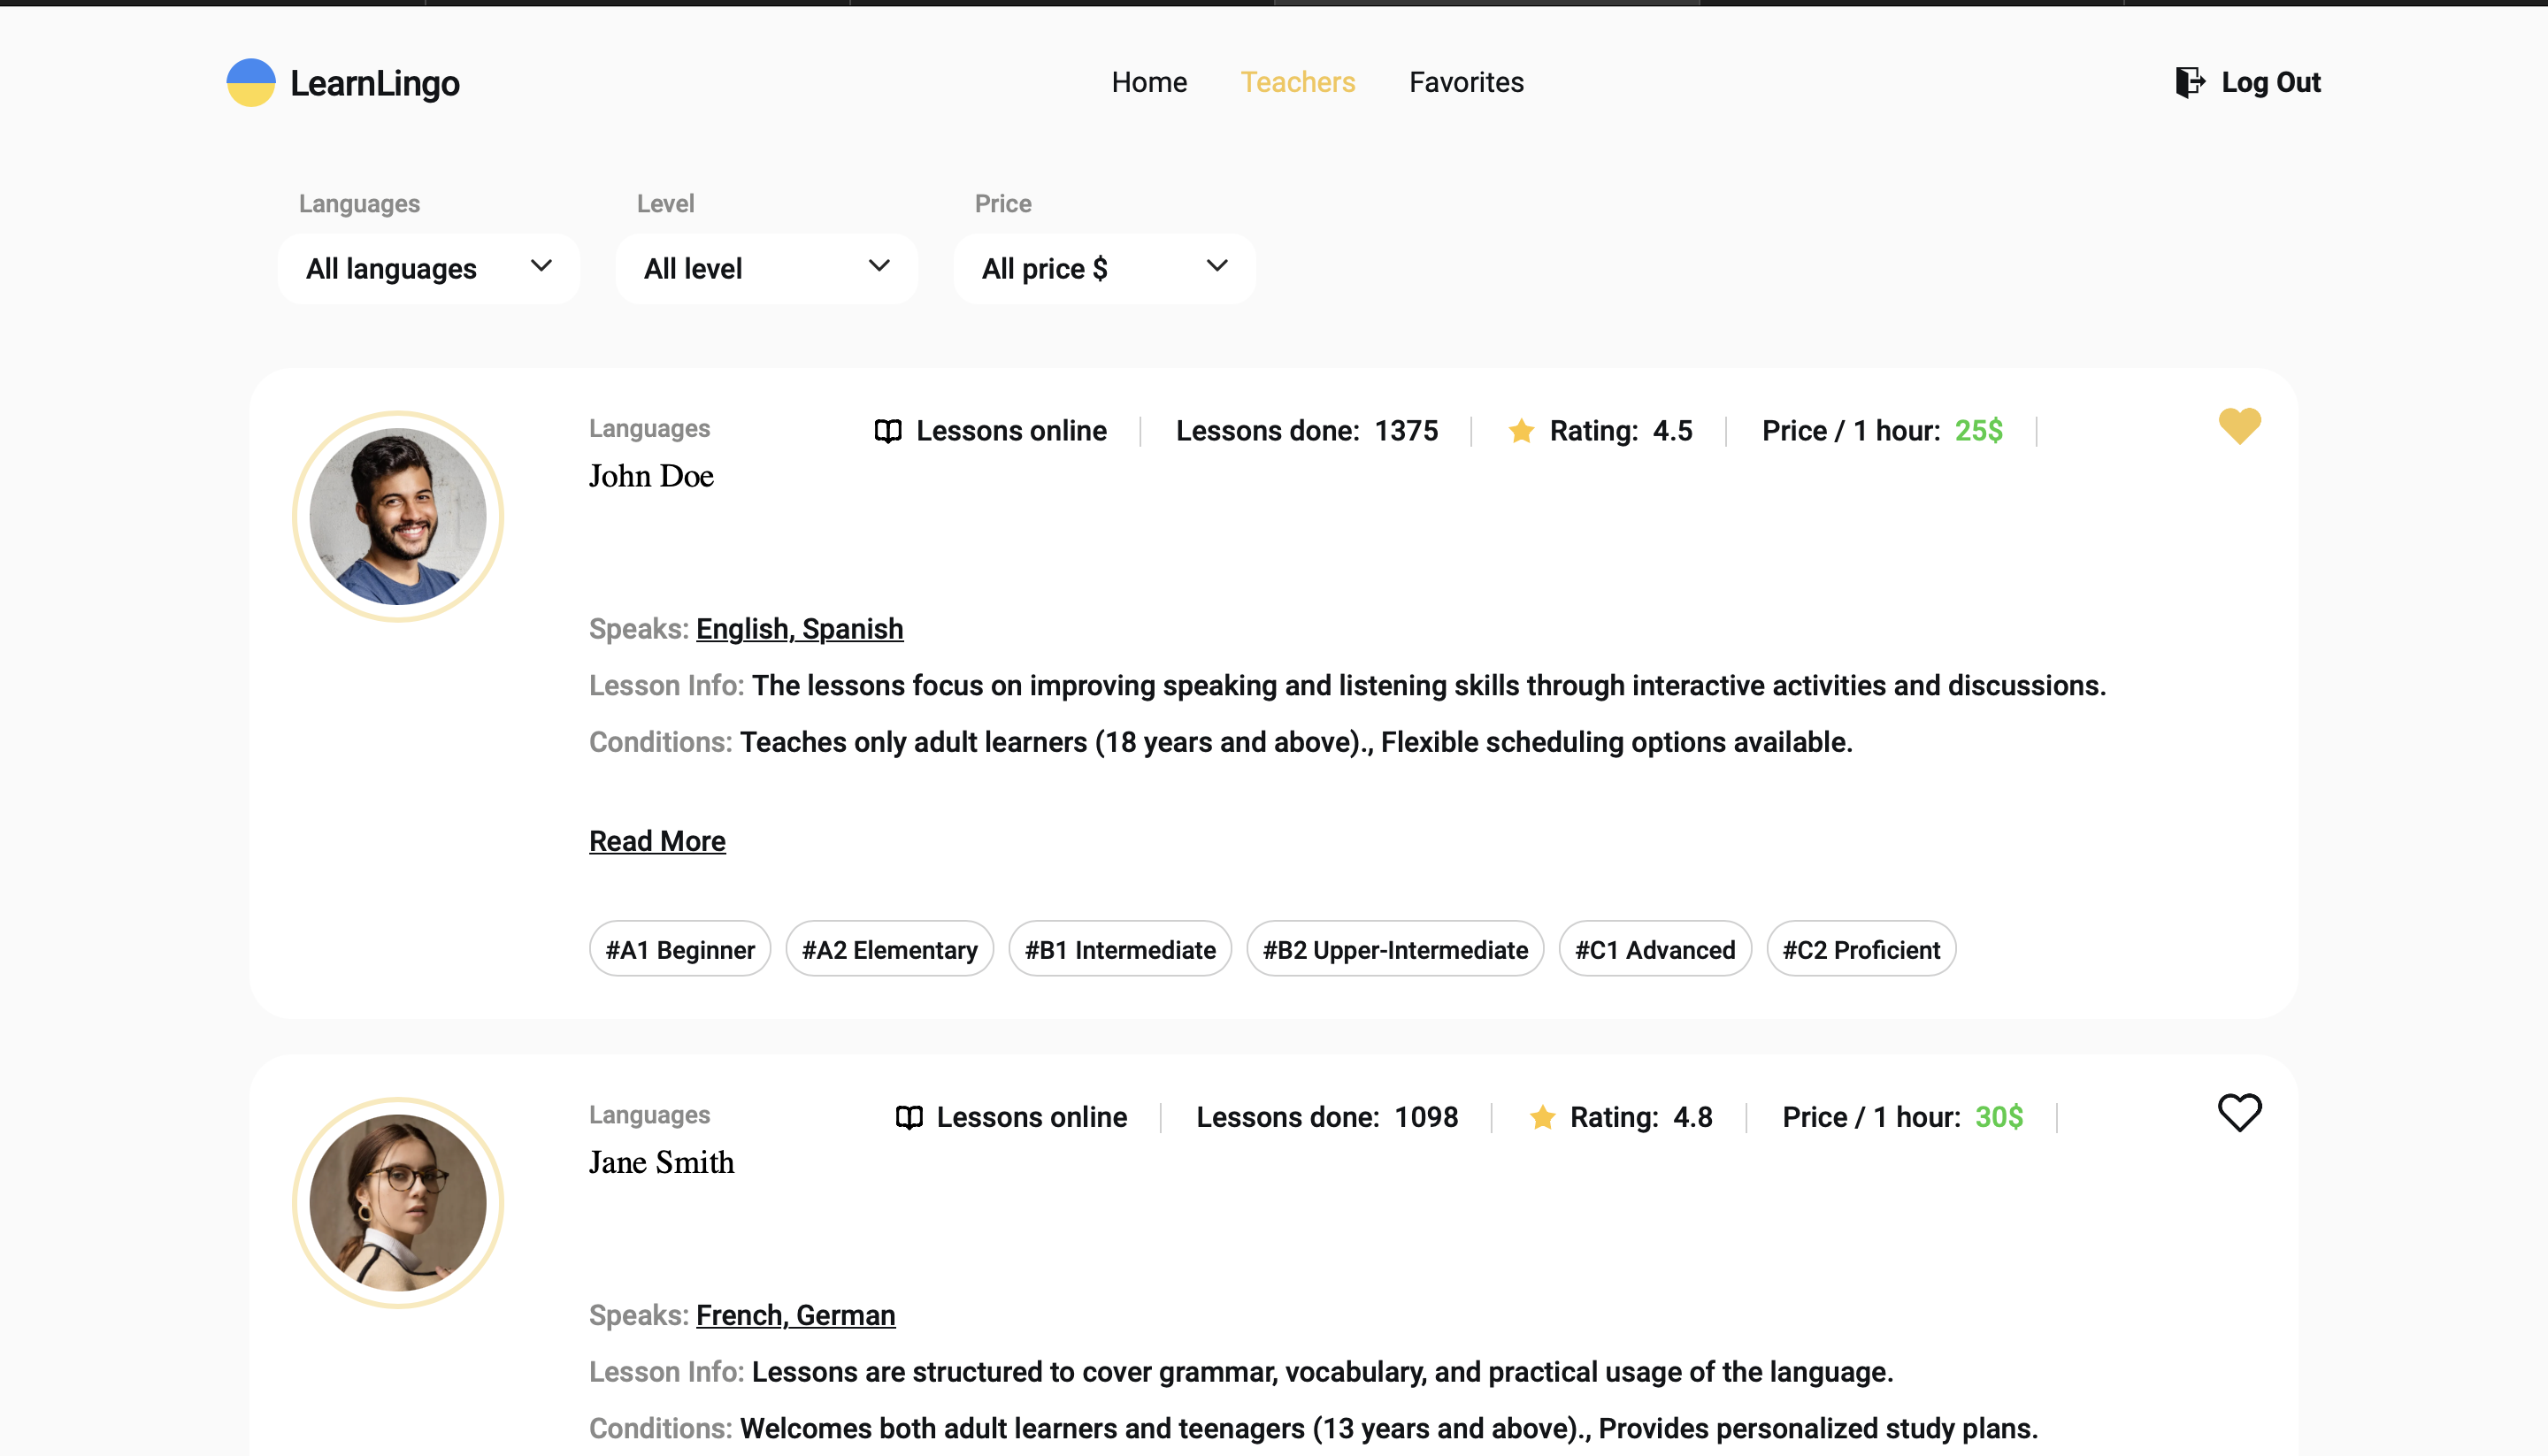 LearnLingo
Home Teachers Favorites
Log Out
Languages Level Price
All languages All level All price $
Languages Lessons online Lessons done: 1375 Rating: 4.5 Price / 1 hour: 25$
John Doe
Speaks: English, Spanish
Lesson Info: The lessons focus on improving speaking and listening skills through interactive activities and discussions.
Conditions: Teaches only adult learners (18 years and above)., Flexible scheduling options available.
Read More
#A1 Beginner #A2 Elementary #B1 Intermediate #B2 Upper-Intermediate #C1 Advanced #C2 Proficient
Languages Lessons online Lessons done: 1098 Rating: 4.8 Price / 1 hour: 30$
Jane Smith
Speaks: French, German
Lesson Info: Lessons are structured to cover grammar, vocabulary, and practical usage of the language.
Conditions: Welcomes both adult learners and teenagers (13 years and above)., Provides personalized study plans.